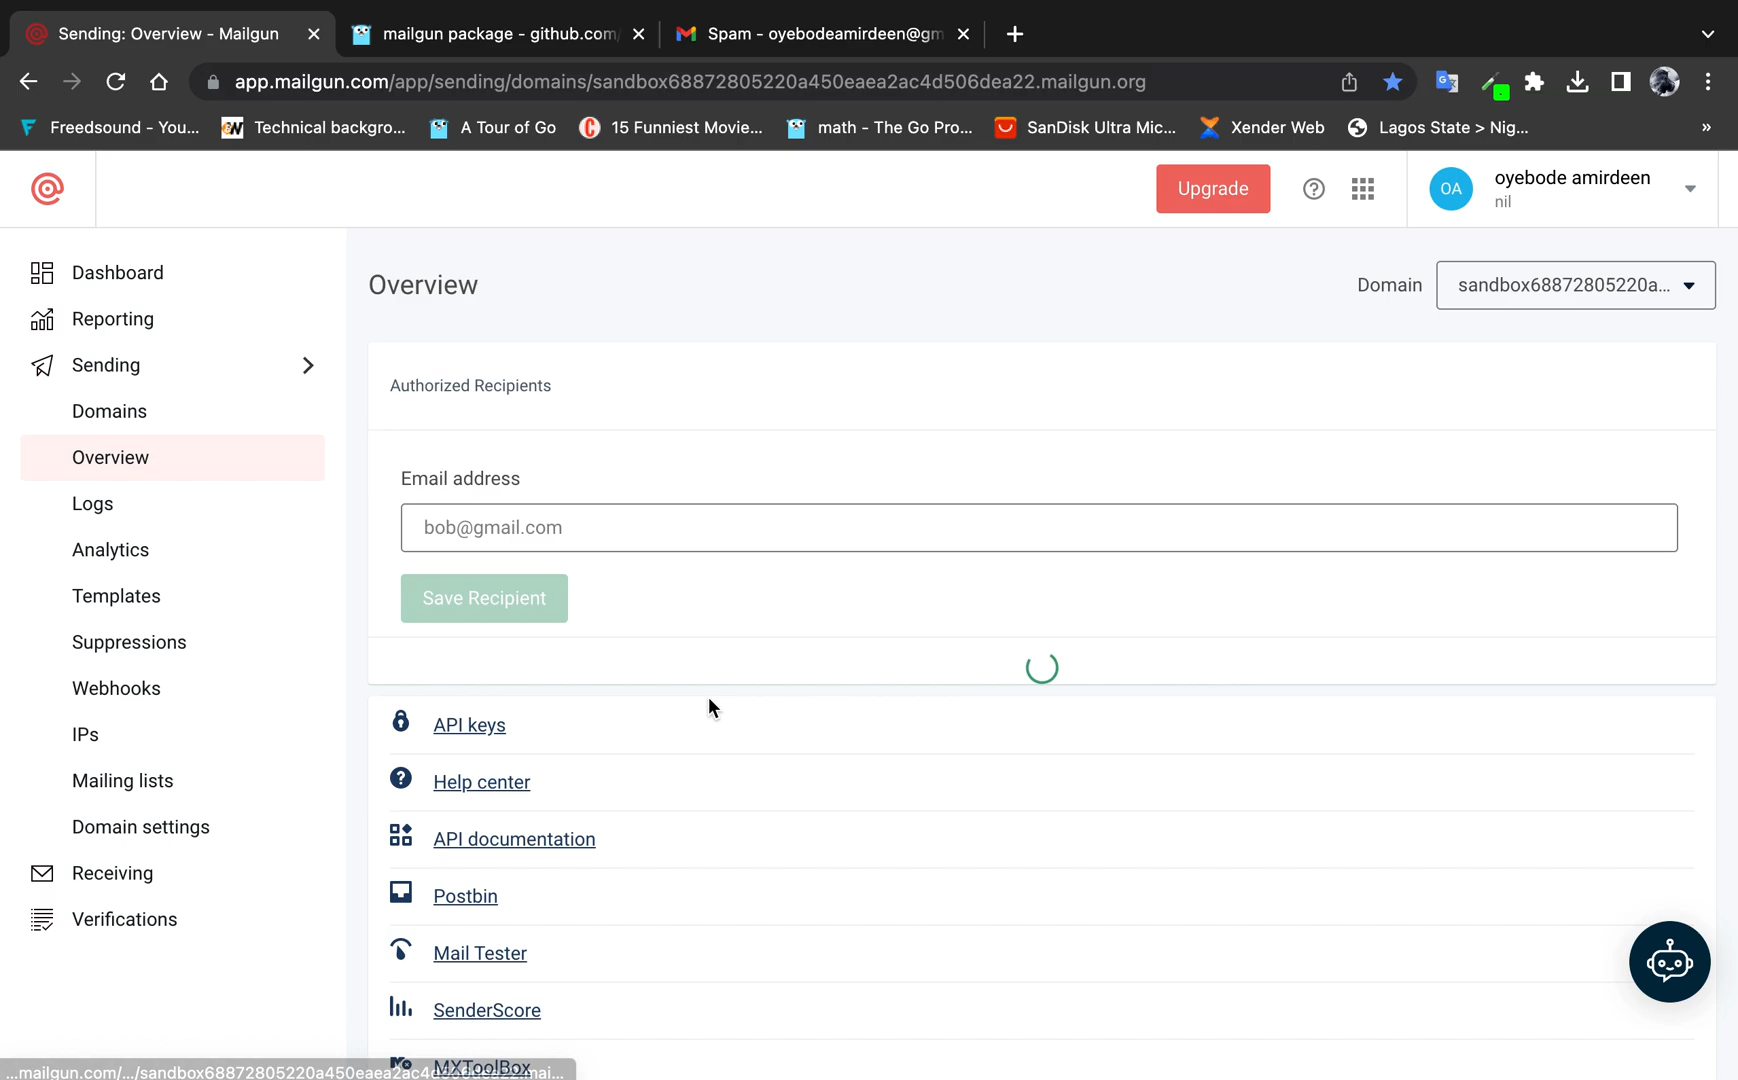 Sending: Overview - Mailgun
mailgun package - github.com/
Spam - oyebodeamirdeen@gm
app.mailgun.com/app/sending/domains/sandbox68872805220a450eaea2ac4d506dea22.mailgun.org
Freedsound - You...
Technical backgro...
A Tour of Go
15 Funniest Movie...
math - The Go Pro...
SanDisk Ultra Mic...
Xender Web
Lagos State > Nig...
»
Upgrade
OA
oyebode amirdeen
nil
Dashboard
Reporting
Sending
Domains
Overview
Logs
Analytics
Templates
Suppressions
Webhooks
IPs
Mailing lists
Domain settings
Receiving
Verifications
Overview
Domain
sandbox68872805220a...
Authorized Recipients
Email address
bob@gmail.com
Save Recipient
API keys
Help center
API documentation
Postbin
Mail Tester
SenderScore
MXToolBox